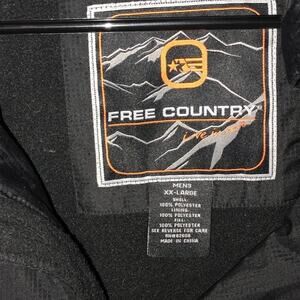 FREE COUNTRY®
MENS
XX-LARGE
SHELL:
100% POLYESTER
LINING:
100% POLYESTER
FILL:
100% POLYESTER
SEE REVERSE FOR CARE
MADE IN CHINA